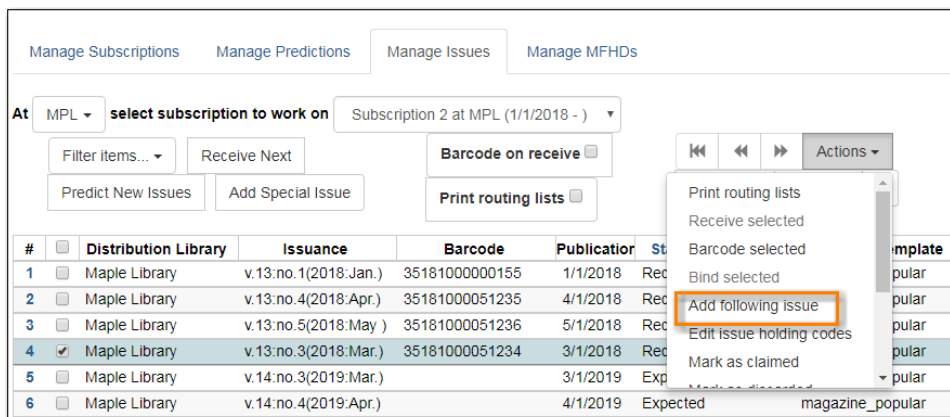 Manage Subscriptions Manage Predictions Manage Issues Manage MFHDs
At MPL select subscription to work on Subscription 2 at MPL (1/1/2018 - )
Filter items... Receive Next Barcode on receive Actions
Predict New Issues Add Special Issue Print routing lists
Print routing lists
Receive selected
Barcode selected
Bind selected
Add following issue
Edit issue holding codes
Mark as claimed
Mark as discarded
# Distribution Library Issuance Barcode Publication Sta emplate
1 Maple Library v.13:no.1(2018:Jan.) 35181000000155 1/1/2018 Rec pular
2 Maple Library v.13:no.4(2018:Apr.) 35181000051235 4/1/2018 Rec pular
3 Maple Library v.13:no.5(2018:May ) 35181000051236 5/1/2018 Rec pular
4 Maple Library v.13:no.3(2018:Mar.) 35181000051234 3/1/2018 Rec pular
5 Maple Library v.14:no.3(2019:Mar.) 3/1/2019 Exp pular
6 Maple Library v.14:no.4(2019:Apr.) 4/1/2019 Expected magazine_popular